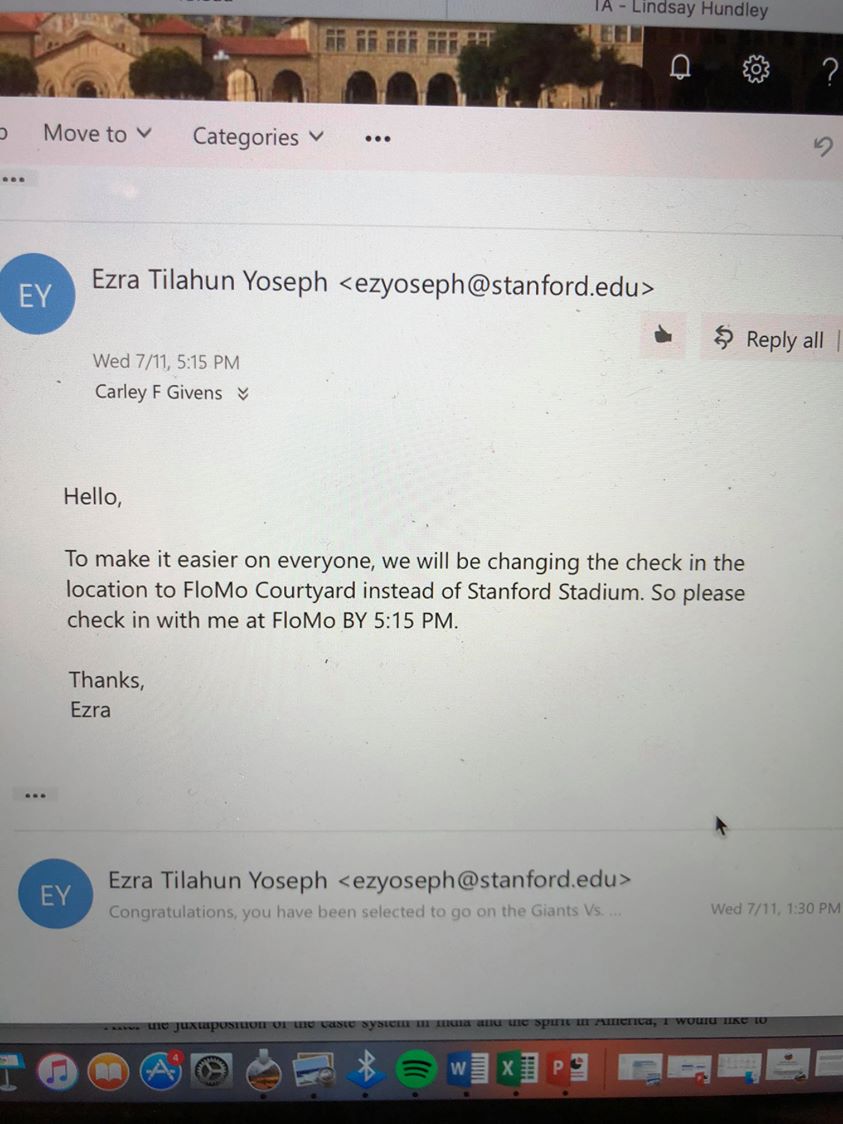 TA - Lindsay Hundley
?
Move to
Categories
...
...
EY
Ezra Tilahun Yoseph <ezyoseph@stanford.edu>
Reply all
Wed 7/11, 5:15 PM
Carley F Givens
Hello,
To make it easier on everyone, we will be changing the check in the
location to FloMo Courtyard instead of Stanford Stadium. So please
check in with me at FloMo BY 5:15 PM.
Thanks,
Ezra
...
EY
Ezra Tilahun Yoseph <ezyoseph@stanford.edu>
Congratulations, you have been selected to go on the Giants Vs. ...
Wed 7/11, 1:30 PM
the juxtaposition of the caste system in India and the spirit in America, I would like to
4
W
X
P